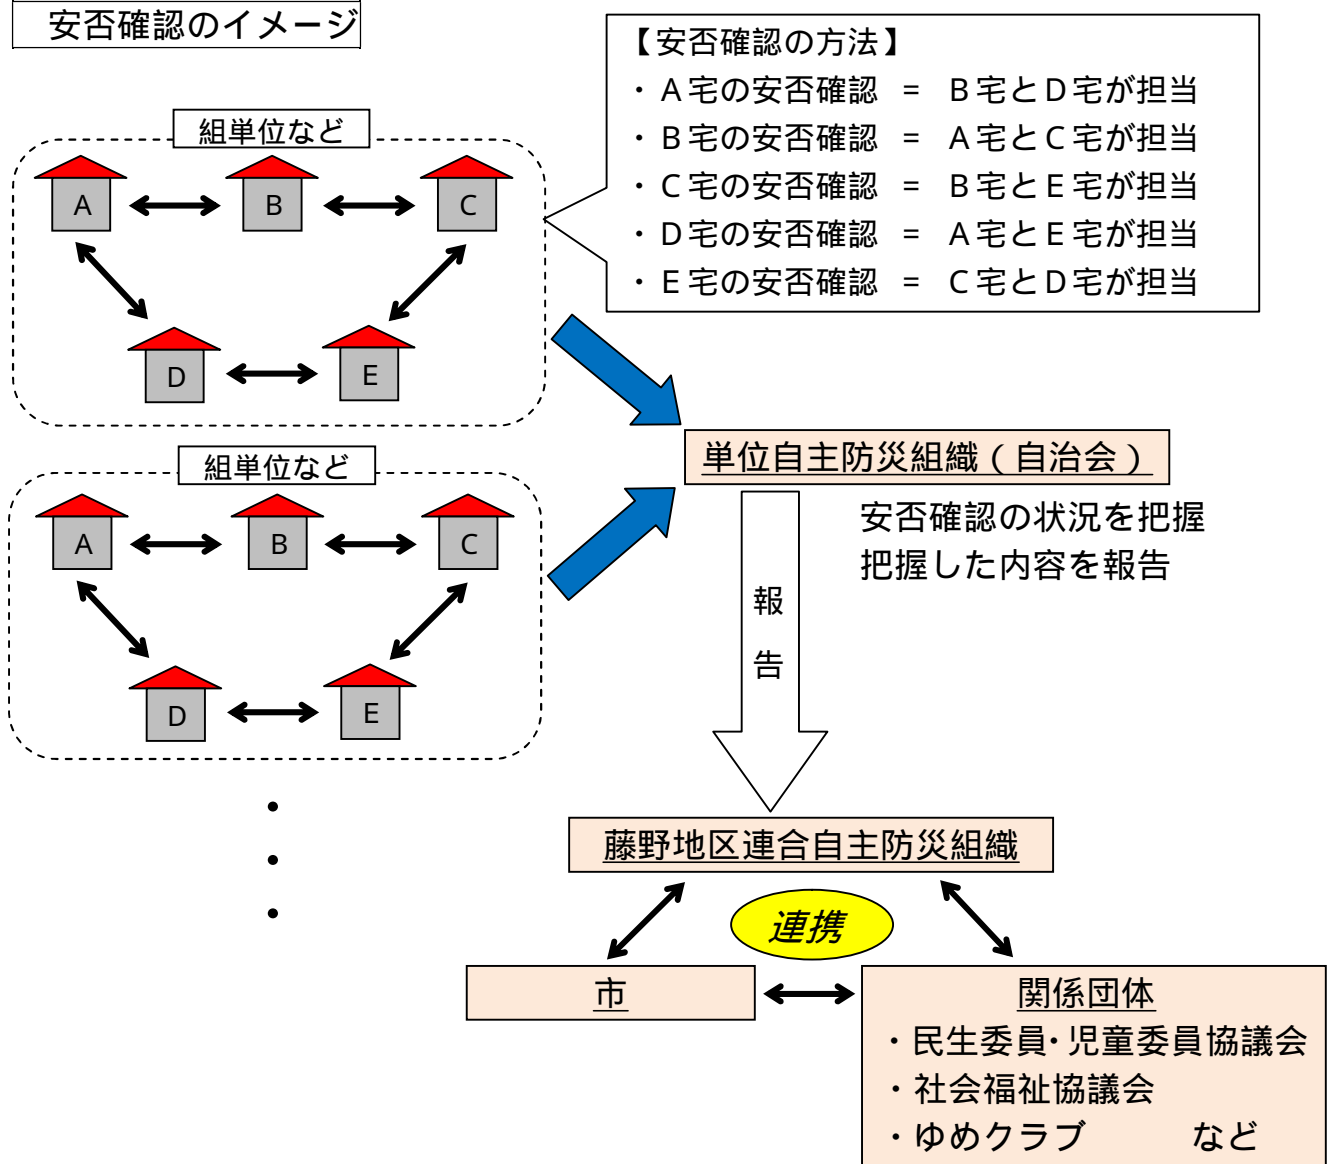 安否確認のイメージ
【安否確認の方法】
・A宅の安否確認 = B宅とD宅が担当
・B宅の安否確認 = A宅とC宅が担当
・C宅の安否確認 = B宅とE宅が担当
・D宅の安否確認 = A宅とE宅が担当
・E宅の安否確認 = C宅とD宅が担当
組単位など
A
B
C
D
E
組単位など
A
B
C
D
E
・
・
・
単位自主防災組織(自治会)
安否確認の状況を把握
把握した内容を報告
報
告
藤野地区連合自主防災組織
連携
市
関係団体
・民生委員・児童委員協議会
・社会福祉協議会
・ゆめクラブ など